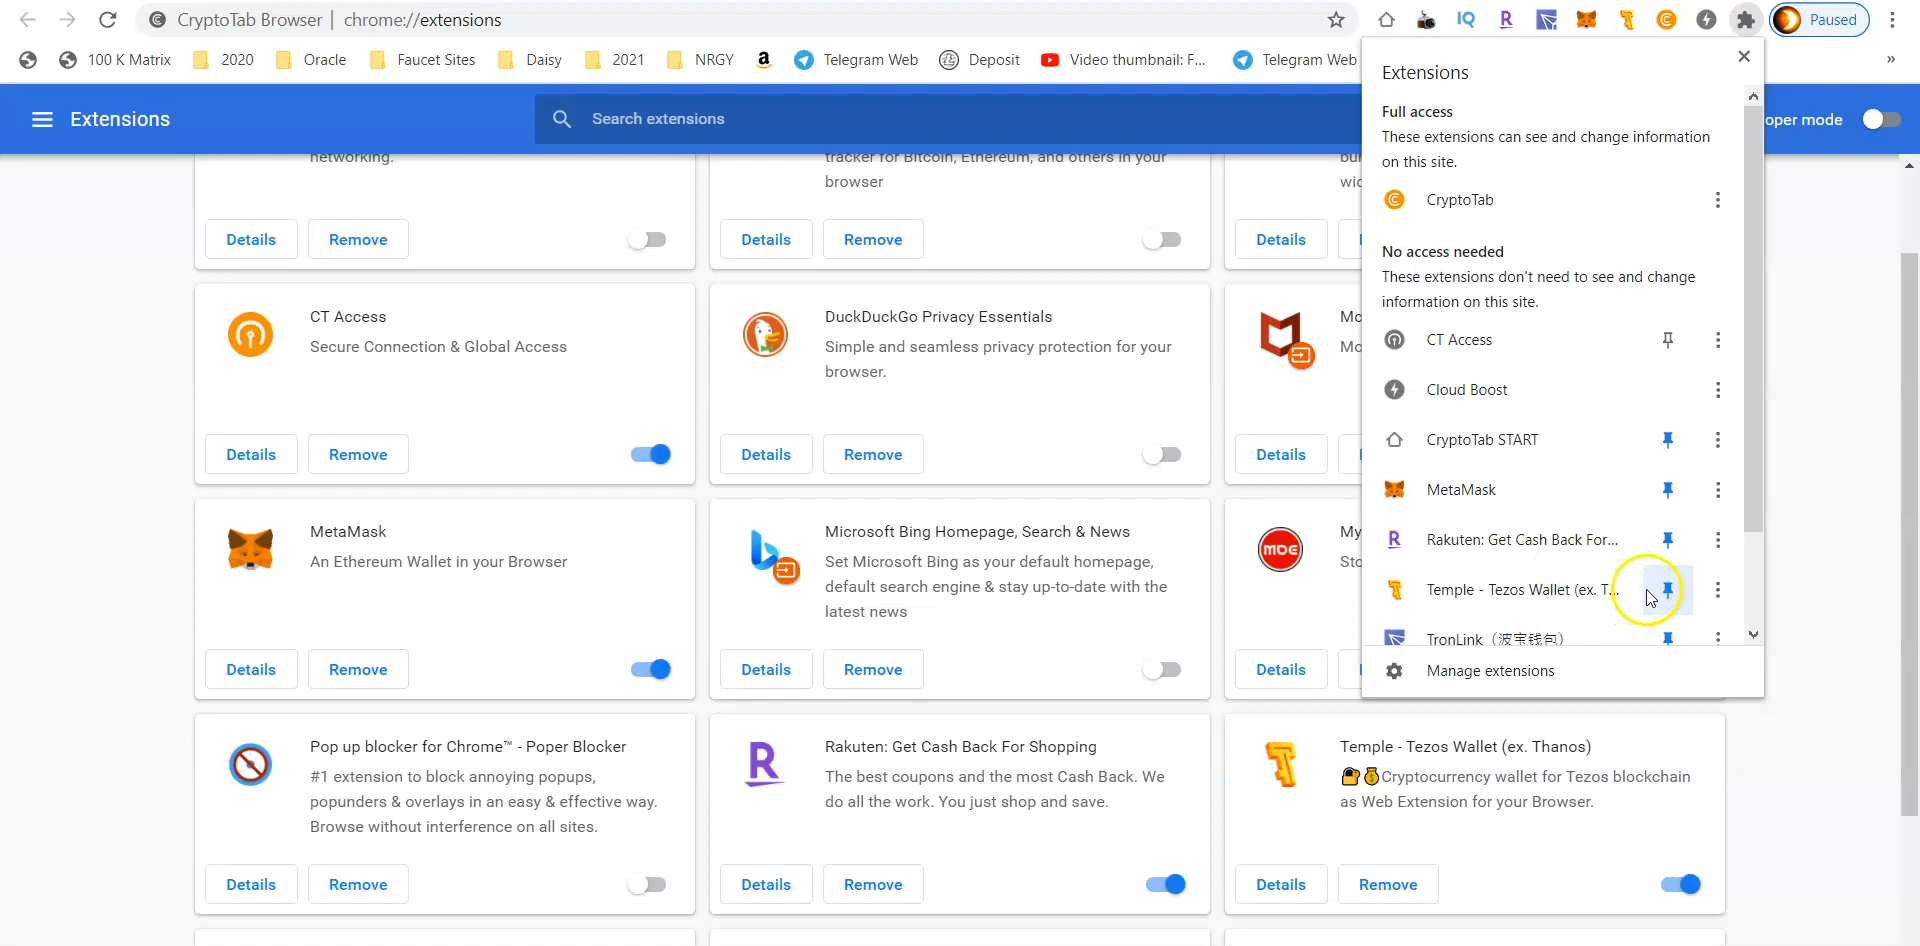 CryptoTab Browser | chrome://extensions
IQ
R
Paused
100 K Matrix
2020
Oracle
Faucet Sites
Daisy
2021
NRGY
a
Telegram Web
Deposit
Video thumbnail: F...
Telegram Web
»
Extensions
Search extensions
oper mode
networking.
tracker for Bitcoin, Ethereum, and others in your
browser
Details
Remove
Details
Remove
Details
CT Access
Secure Connection & Global Access
Details
Remove
DuckDuckGo Privacy Essentials
Simple and seamless privacy protection for your
browser.
Details
Remove
Mc
Mc
Details
MetaMask
An Ethereum Wallet in your Browser
Details
Remove
Microsoft Bing Homepage, Search & News
Set Microsoft Bing as your default homepage,
default search engine & stay up-to-date with the
latest news
Details
Remove
MDE
My
Sto
Details
Pop up blocker for Chrome™ - Poper Blocker
#1 extension to block annoying popups,
popunders & overlays in an easy & effective way.
Browse without interference on all sites.
Details
Remove
R
Rakuten: Get Cash Back For Shopping
The best coupons and the most Cash Back. We
do all the work. You just shop and save.
Details
Remove
Temple - Tezos Wallet (ex. Thanos)
🔐💰Cryptocurrency wallet for Tezos blockchain
as Web Extension for your Browser.
Details
Remove
Extensions
Full access
These extensions can see and change information
on this site.
CryptoTab
No access needed
These extensions don't need to see and change
information on this site.
CT Access
Cloud Boost
CryptoTab START
MetaMask
R
Rakuten: Get Cash Back For...
Temple - Tezos Wallet (ex. T...
TronLink（波宝钱包）
Manage extensions